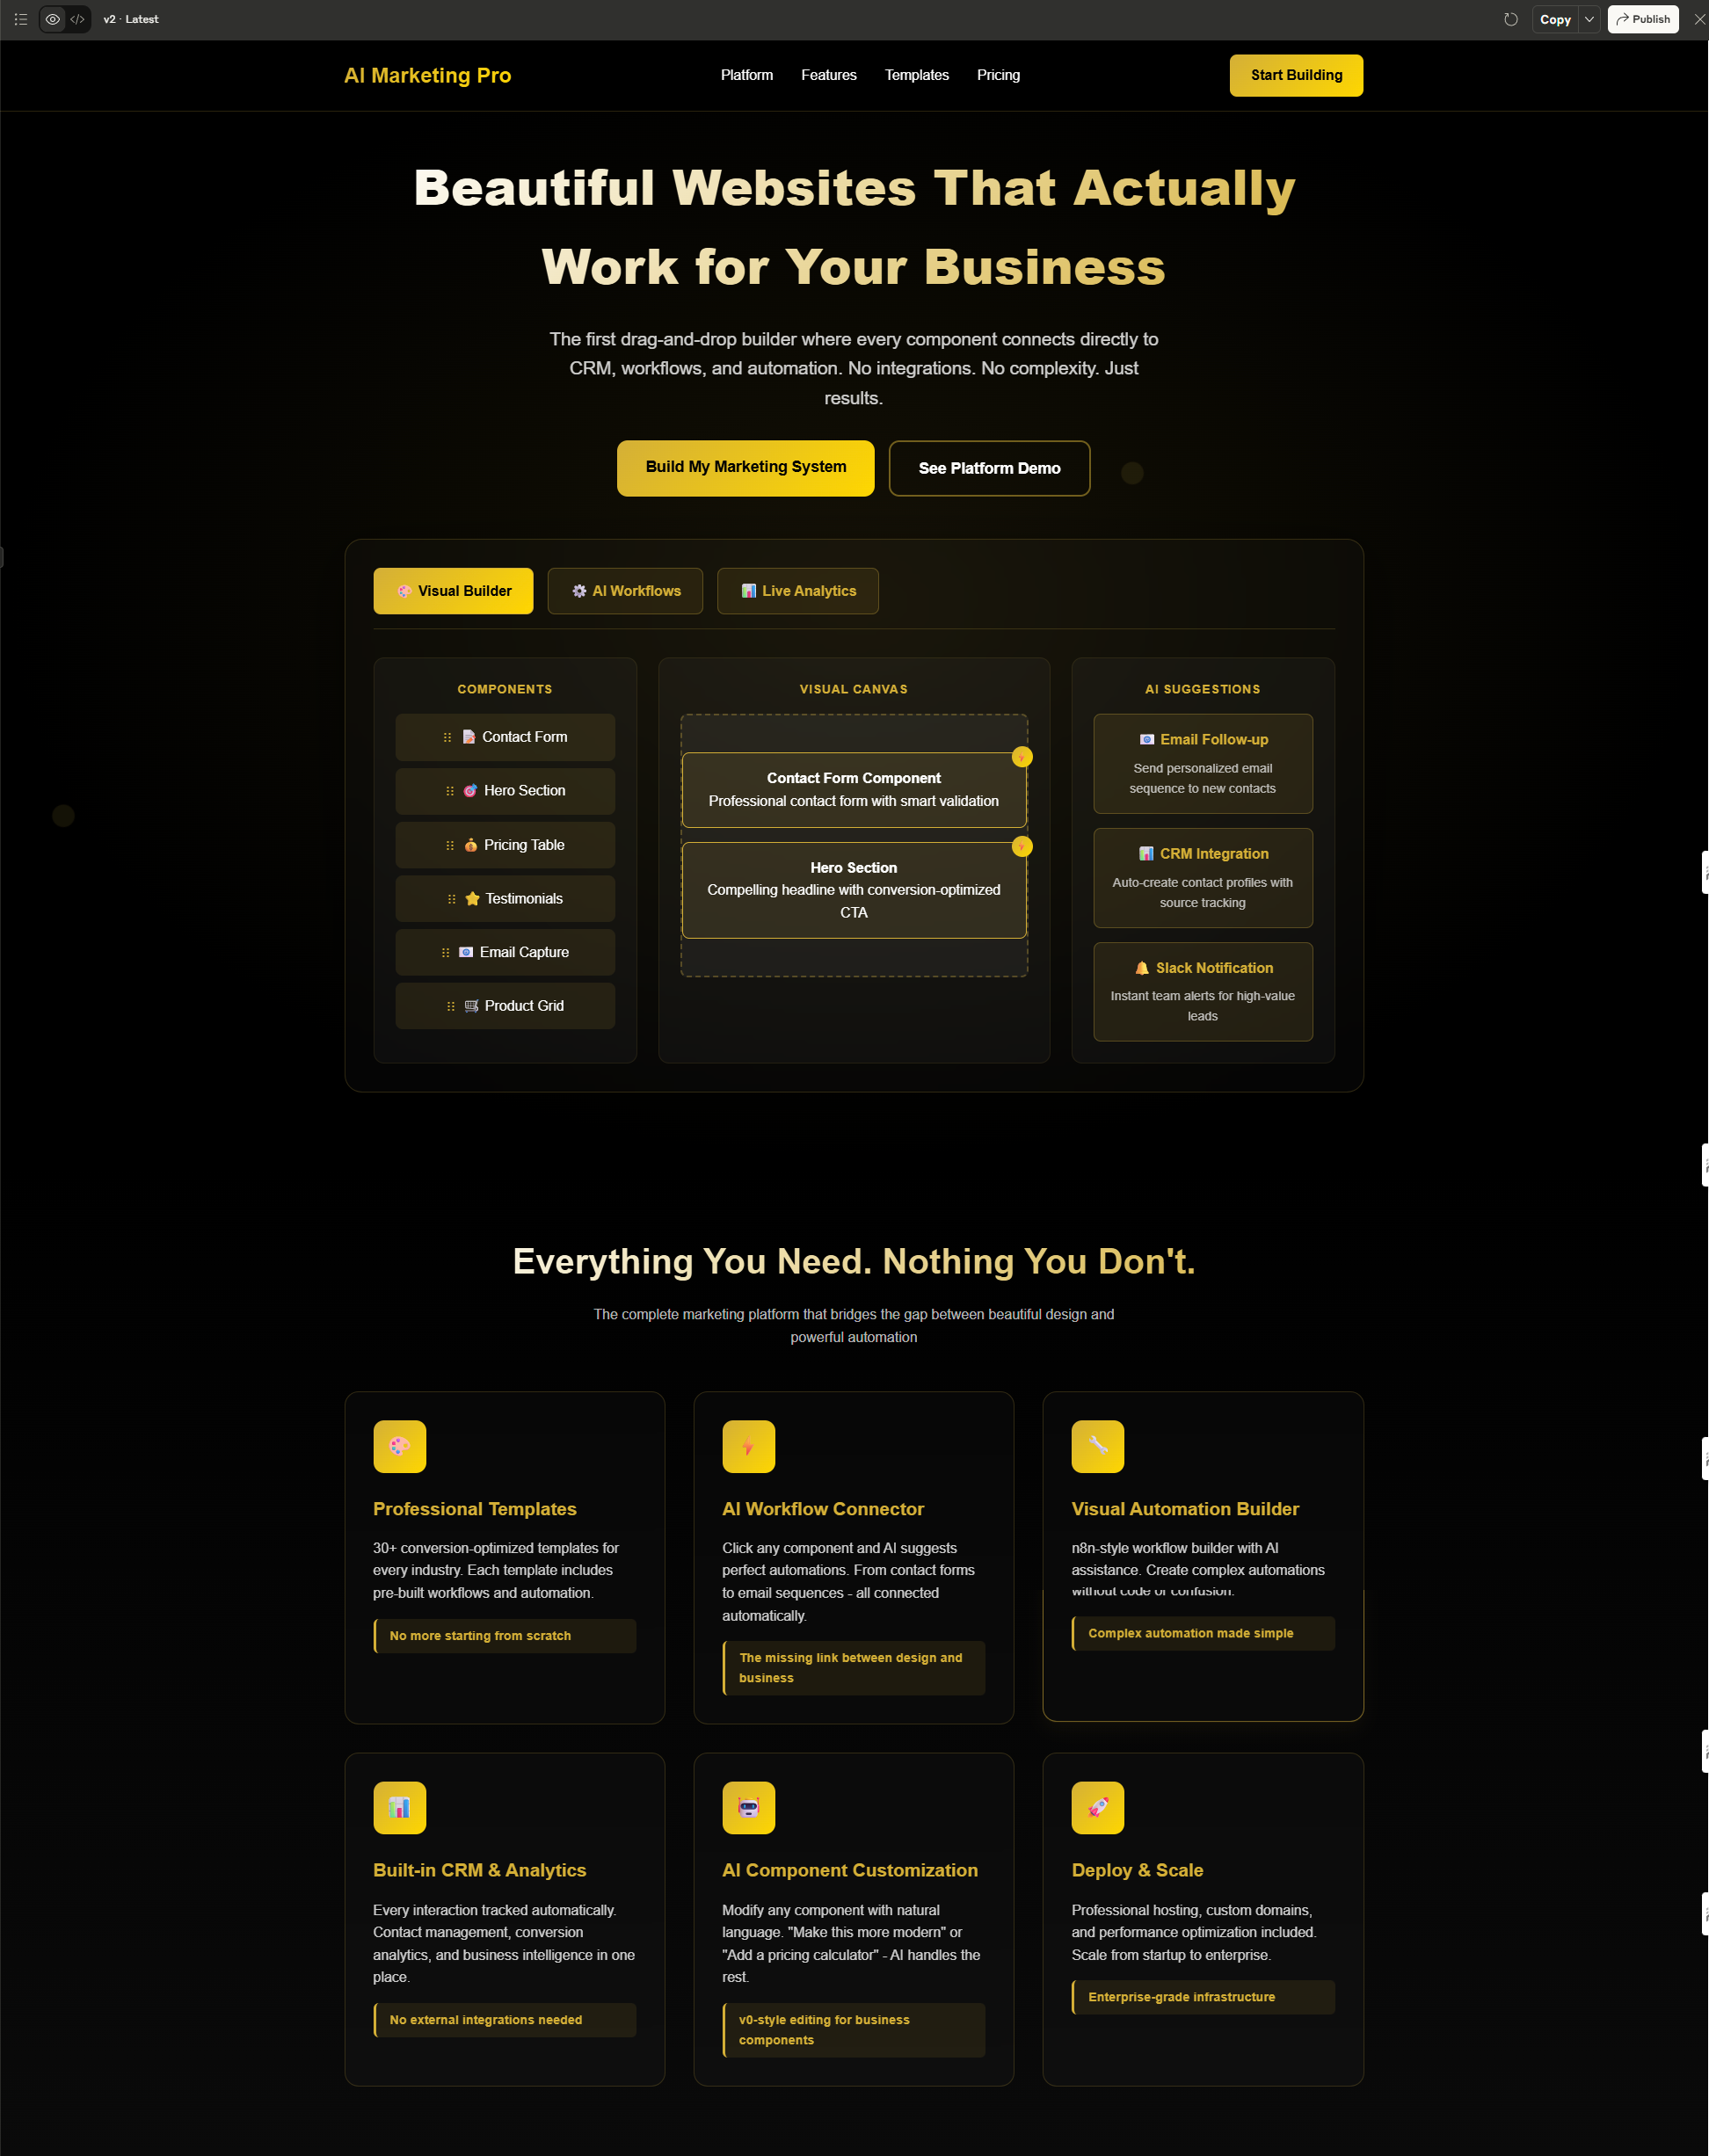 v2 · Latest
Copy
Publish
AI Marketing Pro
Platform
Features
Templates
Pricing
Start Building
Beautiful Websites That Actually
Work for Your Business
The first drag-and-drop builder where every component connects directly to
CRM, workflows, and automation. No integrations. No complexity. Just
results.
Build My Marketing System
See Platform Demo
Visual Builder
AI Workflows
Live Analytics
COMPONENTS
Contact Form
Hero Section
Pricing Table
Testimonials
Email Capture
Product Grid
VISUAL CANVAS
Contact Form Component
Professional contact form with smart validation
Hero Section
Compelling headline with conversion-optimized
CTA
AI SUGGESTIONS
Email Follow-up
Send personalized email
sequence to new contacts
CRM Integration
Auto-create contact profiles with
source tracking
Slack Notification
Instant team alerts for high-value
leads
Everything You Need. Nothing You Don't.
The complete marketing platform that bridges the gap between beautiful design and
powerful automation
Professional Templates
30+ conversion-optimized templates for
every industry. Each template includes
pre-built workflows and automation.
No more starting from scratch
AI Workflow Connector
Click any component and AI suggests
perfect automations. From contact forms
to email sequences - all connected
automatically.
The missing link between design and
business
Visual Automation Builder
n8n-style workflow builder with AI
assistance. Create complex automations
without code or confusion.
Complex automation made simple
Built-in CRM & Analytics
Every interaction tracked automatically.
Contact management, conversion
analytics, and business intelligence in one
place.
No external integrations needed
AI Component Customization
Modify any component with natural
language. "Make this more modern" or
"Add a pricing calculator" - AI handles the
rest.
v0-style editing for business
components
Deploy & Scale
Professional hosting, custom domains,
and performance optimization included.
Scale from startup to enterprise.
Enterprise-grade infrastructure